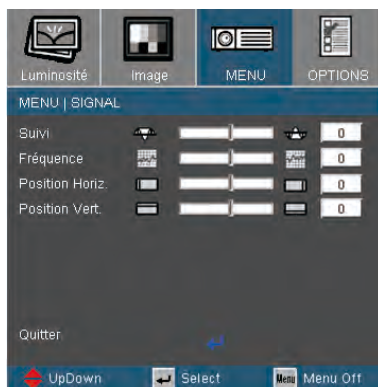 Luminosité Image MENU OPTIONS
MENU | SIGNAL
Suivi 0
Fréquence 0
Position Horiz. 0
Position Vert. 0
Quitter
UpDown Select Menu Menu Off